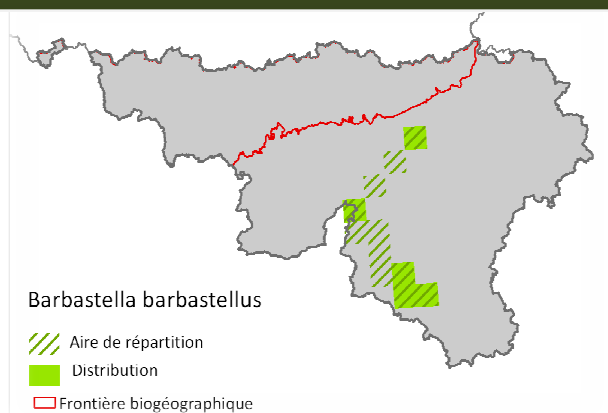 Barbastella barbastellus
Aire de répartition
Distribution
Frontière biogéographique